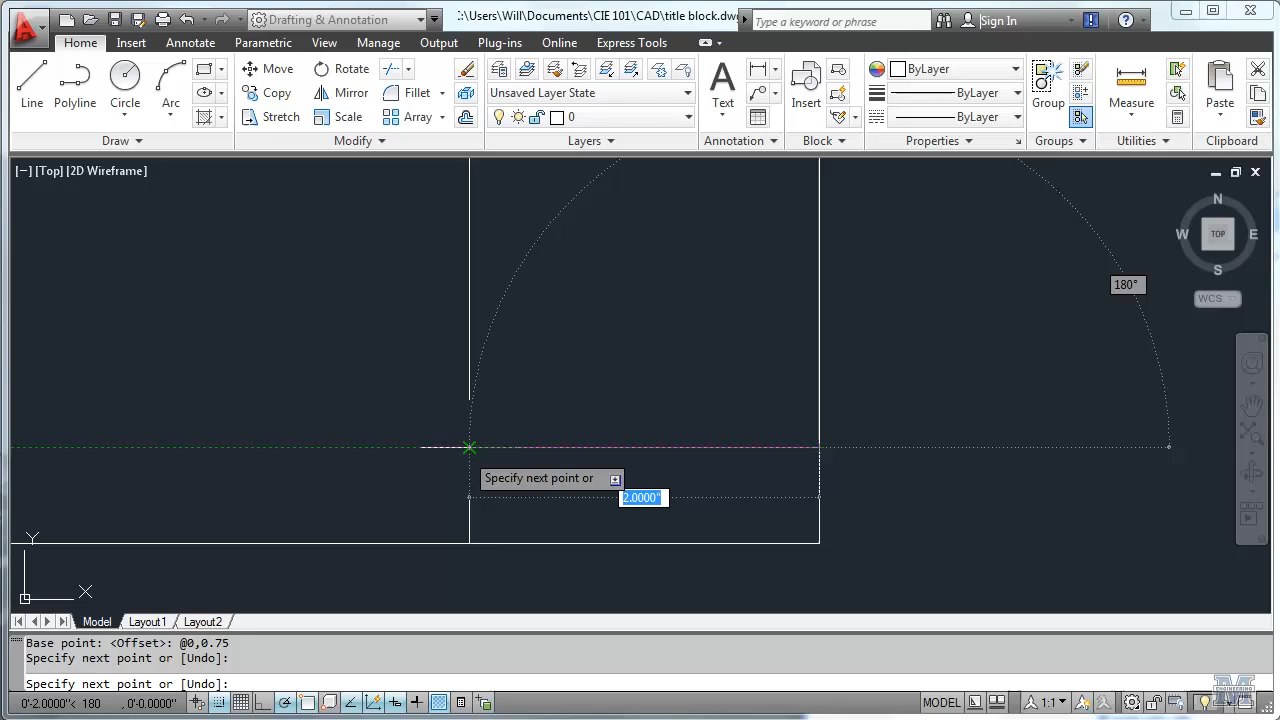 Drafting & Annotation
C:\Users\Will\Documents\CIE 101\CAD\title block.dwg
Type a keyword or phrase
Sign In
Home Insert Annotate Parametric View Manage Output Plug-ins Online Express Tools
Line Polyline Circle Arc
Move Rotate
Copy Mirror Fillet
Stretch Scale Array
Unsaved Layer State
0
Text
Insert
ByLayer
ByLayer
ByLayer
Group
Measure
Paste
Draw Modify Layers Annotation Block Properties Groups Utilities Clipboard
[−] [Top] [2D Wireframe]
N
W TOP E
S
WCS
180°
Specify next point or
2.0000"
Y
X
Model Layout1 Layout2
Base point: <Offset>: @0,0.75
Specify next point or [Undo]:
Specify next point or [Undo]:
0'-2.0000"< 180 , 0'-0.0000"
MODEL
1:1
ENGINEERING